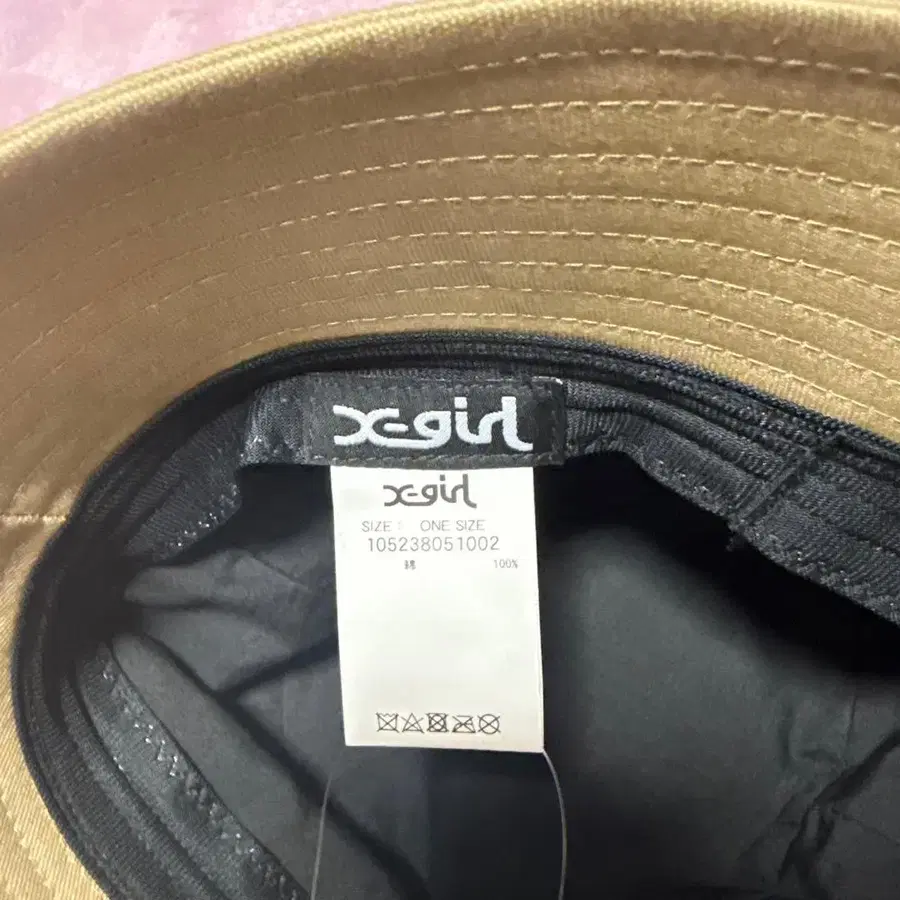 X-girl
X-girl
SIZE : ONE SIZE
105238051002
綿 100%